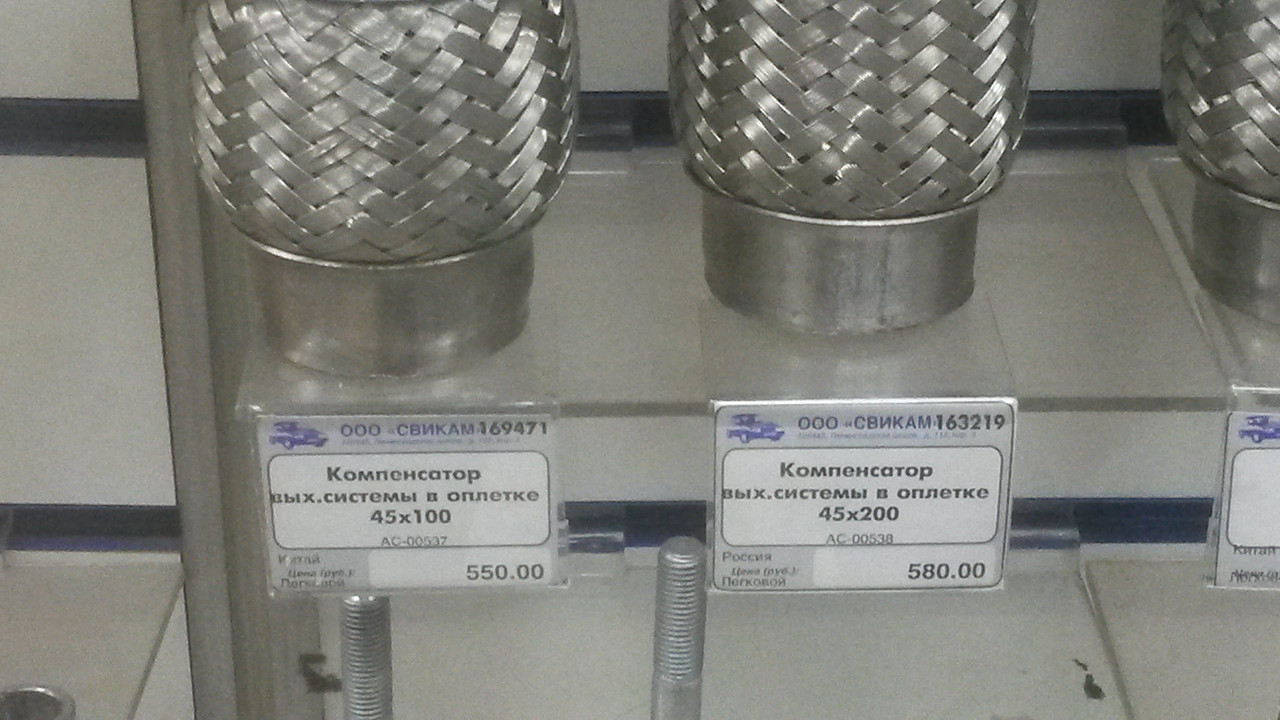 ООО «СВИКАМ 169471
Компенсатор
вых.системы в оплетке
45х100
АС-00537
Китай
Цена (руб.): 550.00
Легковой
ООО «СВИКАМ 163219
Компенсатор
вых.системы в оплетке
45х200
АС-00538
Россия
Цена (руб.): 580.00
Легковой
Китай